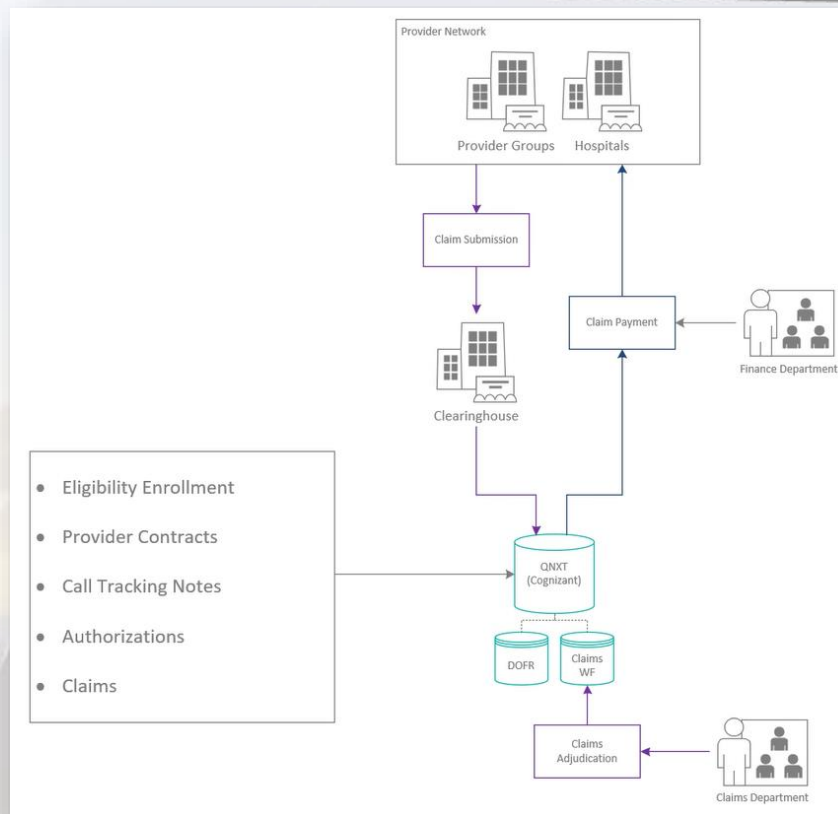 Provider Network
Provider Groups
Hospitals
Claim Submission
Claim Payment
Finance Department
Clearinghouse
• Eligibility Enrollment
• Provider Contracts
• Call Tracking Notes
• Authorizations
• Claims
QNXT
(Cognizant)
DOFR
Claims
WF
Claims
Adjudication
Claims Department